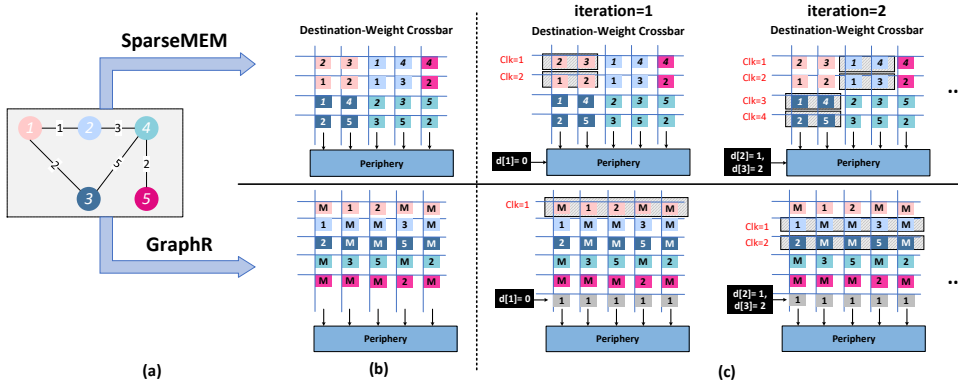 iteration=1
iteration=2
SparseMEM
Destination-Weight Crossbar
Destination-Weight Crossbar
Destination-Weight Crossbar
1 1 2 3 4
2 5 2
3 5
GraphR
2 3 1 4 4
1 2 1 3 2
1 4 2 3 5
2 5 3 5 2
Periphery
Clk=1 2 3 1 4 4
Clk=2 1 2 1 3 2
1 4 2 3 5
2 5 3 5 2
d[1]= 0
Periphery
Clk=1 2 3 1 4 4
Clk=2 1 2 1 3 2
Clk=3 1 4 2 3 5
Clk=4 2 5 3 5 2
d[2]= 1,
d[3]= 2
Periphery
...
M 1 2 M M
1 M M 3 M
2 M M 5 M
M 3 5 M 2
M M M 2 M
Periphery
Clk=1 M 1 2 M M
1 M M 3 M
2 M M 5 M
M 3 5 M 2
M M M 2 M
d[1]= 0 1 1 1 1 1
Periphery
M 1 2 M M
Clk=1 1 M M 3 M
Clk=2 2 M M 5 M
M 3 5 M 2
M M M 2 M
d[2]= 1,
d[3]= 2
1 1 1 1 1
Periphery
...
(a)
(b)
(c)